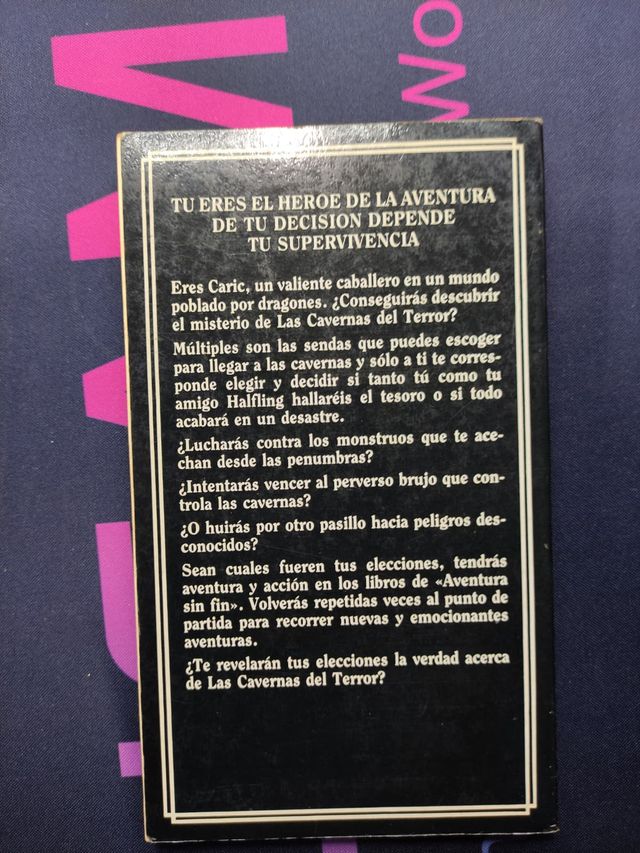 TU ERES EL HEROE DE LA AVENTURA
DE TU DECISION DEPENDE
TU SUPERVIVENCIA
Eres Caric, un valiente caballero en un mundo
poblado por dragones. ¿Conseguirás descubrir
el misterio de Las Cavernas del Terror?
Múltiples son las sendas que puedes escoger
para llegar a las cavernas y sólo a ti te corres-
ponde elegir y decidir si tanto tú como tu
amigo Halfling hallaréis el tesoro o si todo
acabará en un desastre.
¿Lucharás contra los monstruos que te ace-
chan desde las penumbras?
¿Intentarás vencer al perverso brujo que con-
trola las cavernas?
¿O huirás por otro pasillo hacia peligros des-
conocidos?
Sean cuales fueren tus elecciones, tendrás
aventura y acción en los libros de «Aventura
sin fin». Volverás repetidas veces al punto de
partida para recorrer nuevas y emocionantes
aventuras.
¿Te revelarán tus elecciones la verdad acerca
de Las Cavernas del Terror?